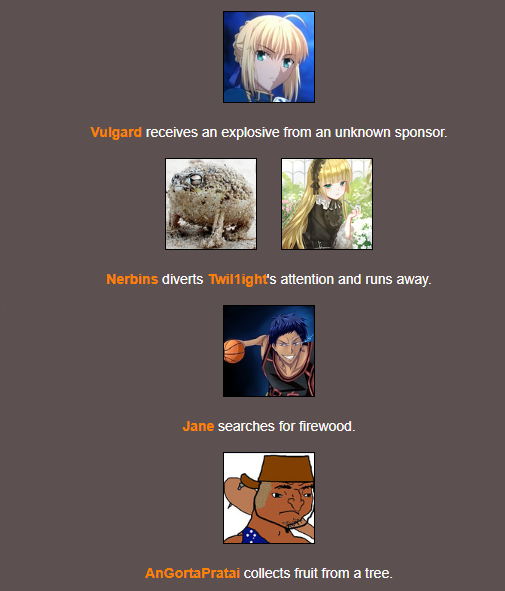 Vulgard receives an explosive from an unknown sponsor.
Nerbins diverts Twil1ight's attention and runs away.
Jane searches for firewood.
AnGortaPratai collects fruit from a tree.